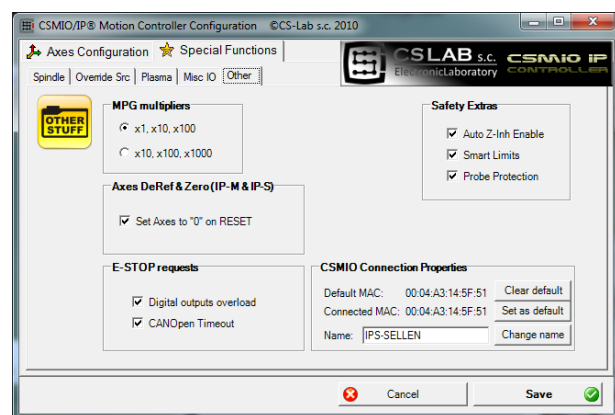 CSMIO/IP® Motion Controller Configuration ©CS-Lab s.c. 2010
Axes Configuration Special Functions
CSLAB s.c.
ElectronicLaboratory
CSMIO IP
CONTROLLER
Spindle Override Src Plasma Misc IO Other
OTHER
STUFF
MPG multipliers
x1, x10, x100
x10, x100, x1000
Safety Extras
Auto Z-Inh Enable
Smart Limits
Probe Protection
Axes DeRef & Zero (IP-M & IP-S)
Set Axes to "0" on RESET
E-STOP requests
Digital outputs overload
CANOpen Timeout
CSMIO Connection Properties
Default MAC: 00:04:A3:14:5F:51 Clear default
Connected MAC: 00:04:A3:14:5F:51 Set as default
Name: IPS-SELLEN Change name
Cancel Save